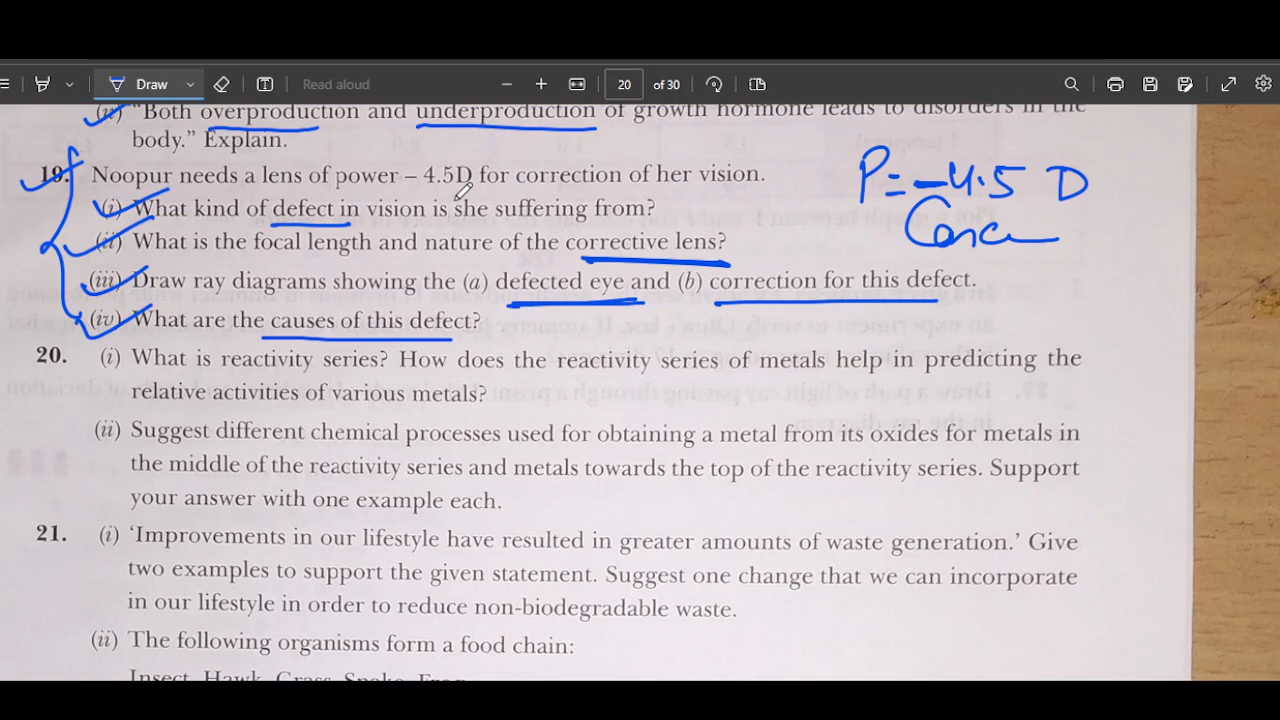 Draw
Read aloud
20 of 30
(ii) "Both overproduction and underproduction of growth hormone leads to disorders in the
body." Explain.
19. Noopur needs a lens of power – 4.5D for correction of her vision.
(i) What kind of defect in vision is she suffering from?
(ii) What is the focal length and nature of the corrective lens?
(iii) Draw ray diagrams showing the (a) defected eye and (b) correction for this defect.
(iv) What are the causes of this defect?
P = -4.5 D
20. (i) What is reactivity series? How does the reactivity series of metals help in predicting the
relative activities of various metals?
(ii) Suggest different chemical processes used for obtaining a metal from its oxides for metals in
the middle of the reactivity series and metals towards the top of the reactivity series. Support
your answer with one example each.
21. (i) 'Improvements in our lifestyle have resulted in greater amounts of waste generation.' Give
two examples to support the given statement. Suggest one change that we can incorporate
in our lifestyle in order to reduce non-biodegradable waste.
(ii) The following organisms form a food chain:
Insect, Hawk, Grass, Snake, Frog